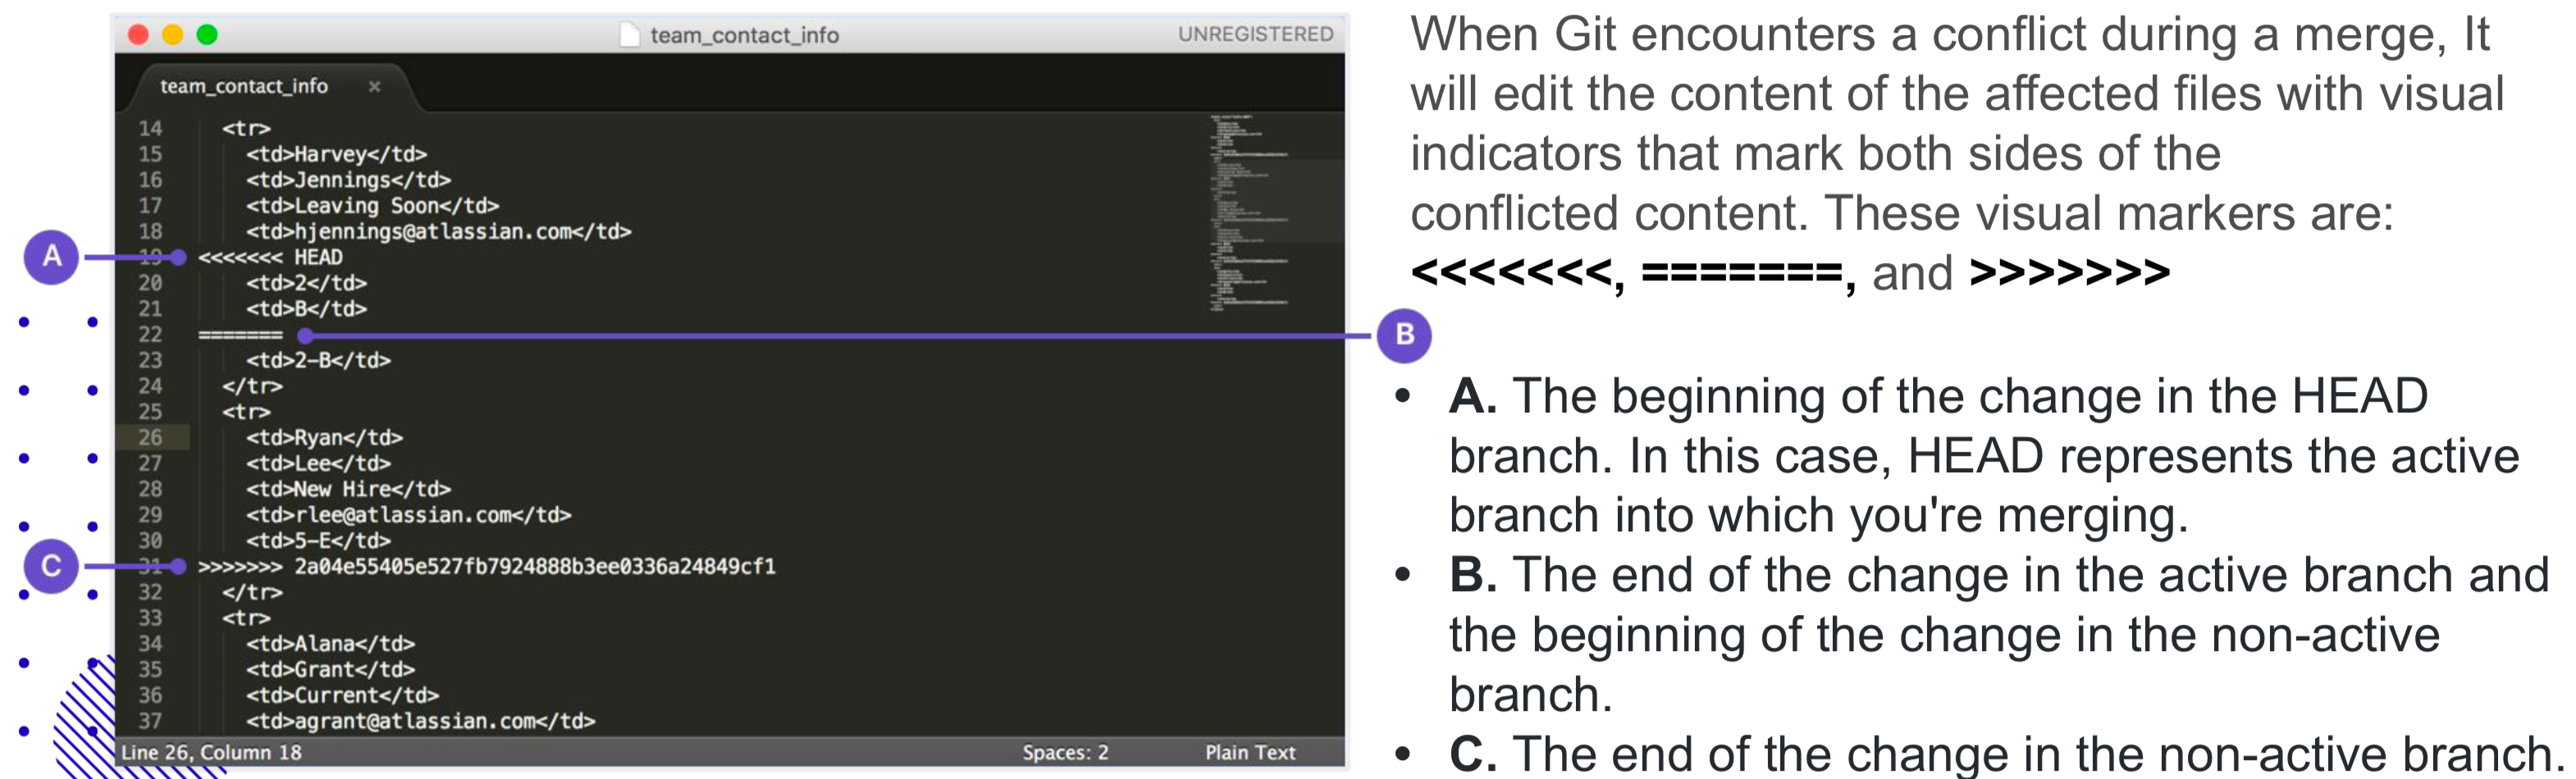 team_contact_info
UNREGISTERED
team_contact_info ×
14 <tr>
15 <td>Harvey</td>
16 <td>Jennings</td>
17 <td>Leaving Soon</td>
18 <td>hjennings@atlassian.com</td>
A
19 <<<<<<< HEAD
20 <td>2</td>
21 <td>B</td>
22 =======
23 <td>2-B</td>
24 </tr>
25 <tr>
26 <td>Ryan</td>
27 <td>Lee</td>
28 <td>New Hire</td>
29 <td>rlee@atlassian.com</td>
30 <td>5-E</td>
C
31 >>>>>>> 2a04e55405e527fb7924888b3ee0336a24849cf1
32 </tr>
33 <tr>
34 <td>Alana</td>
35 <td>Grant</td>
36 <td>Current</td>
37 <td>agrant@atlassian.com</td>
Line 26, Column 18
Spaces: 2
Plain Text
When Git encounters a conflict during a merge, It
will edit the content of the affected files with visual
indicators that mark both sides of the
conflicted content. These visual markers are:
<<<<<<<, =======, and >>>>>>>
B
• A. The beginning of the change in the HEAD
branch. In this case, HEAD represents the active
branch into which you're merging.
• B. The end of the change in the active branch and
the beginning of the change in the non-active
branch.
• C. The end of the change in the non-active branch.